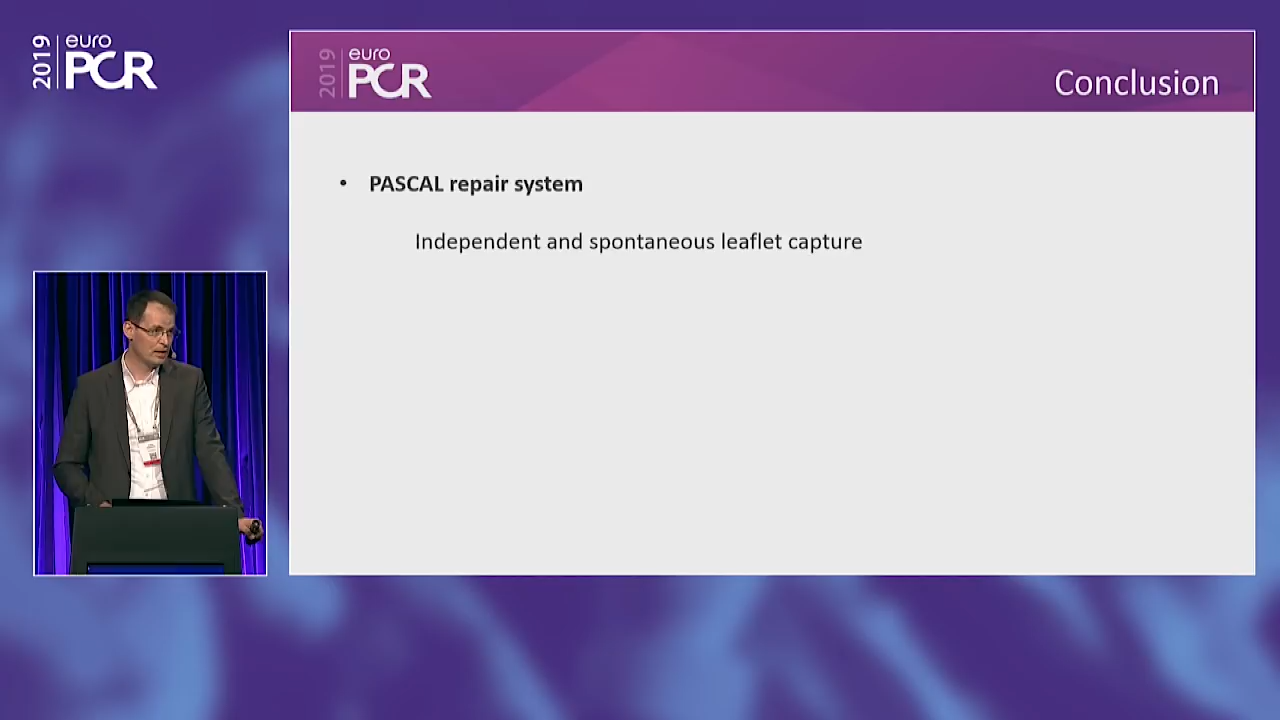 2019
euro
PCR
2019
euro
PCR
Conclusion
• PASCAL repair system
Independent and spontaneous leaflet capture